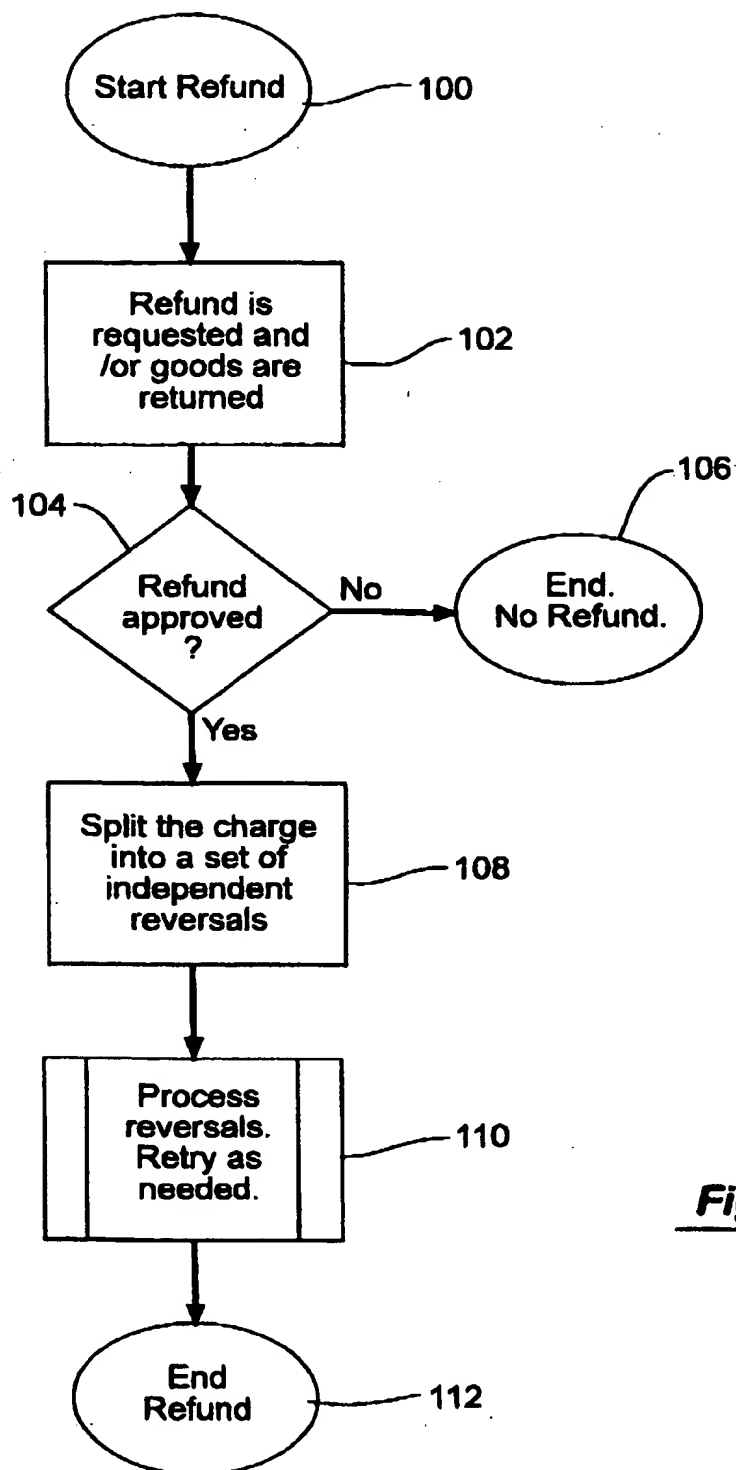 Start Refund
100
Refund is
requested and
/or goods are
returned
102
104
Refund
approved
?
No
106
End.
No Refund.
Yes
Split the charge
into a set of
independent
reversals
108
Process
reversals.
Retry as
needed.
110
End
Refund
112